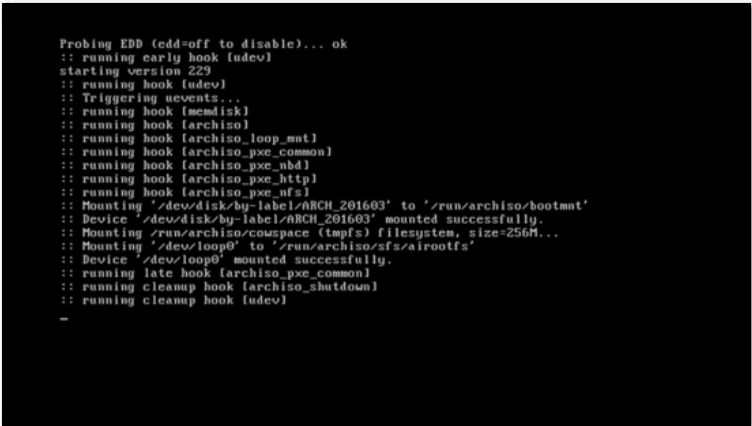 Probing EDD (edd=off to disable)... ok
:: running early hook [udev]
starting version 229
:: running hook [udev]
:: Triggering uevents...
:: running hook [memdisk]
:: running hook [archiso]
:: running hook [archiso_loop_mnt]
:: running hook [archiso_pxe_common]
:: running hook [archiso_pxe_nbd]
:: running hook [archiso_pxe_http]
:: running hook [archiso_pxe_nfs]
:: Mounting '/dev/disk/by-label/ARCH_201603' to '/run/archiso/bootmnt'
:: Device '/dev/disk/by-label/ARCH_201603' mounted successfully.
:: Mounting /run/archiso/cowspace (tmpfs) filesystem, size=256M...
:: Mounting '/dev/loop0' to '/run/archiso/sfs/airootfs'
:: Device '/dev/loop0' mounted successfully.
:: running late hook [archiso_pxe_common]
:: running cleanup hook [archiso_shutdown]
:: running cleanup hook [udev]
_